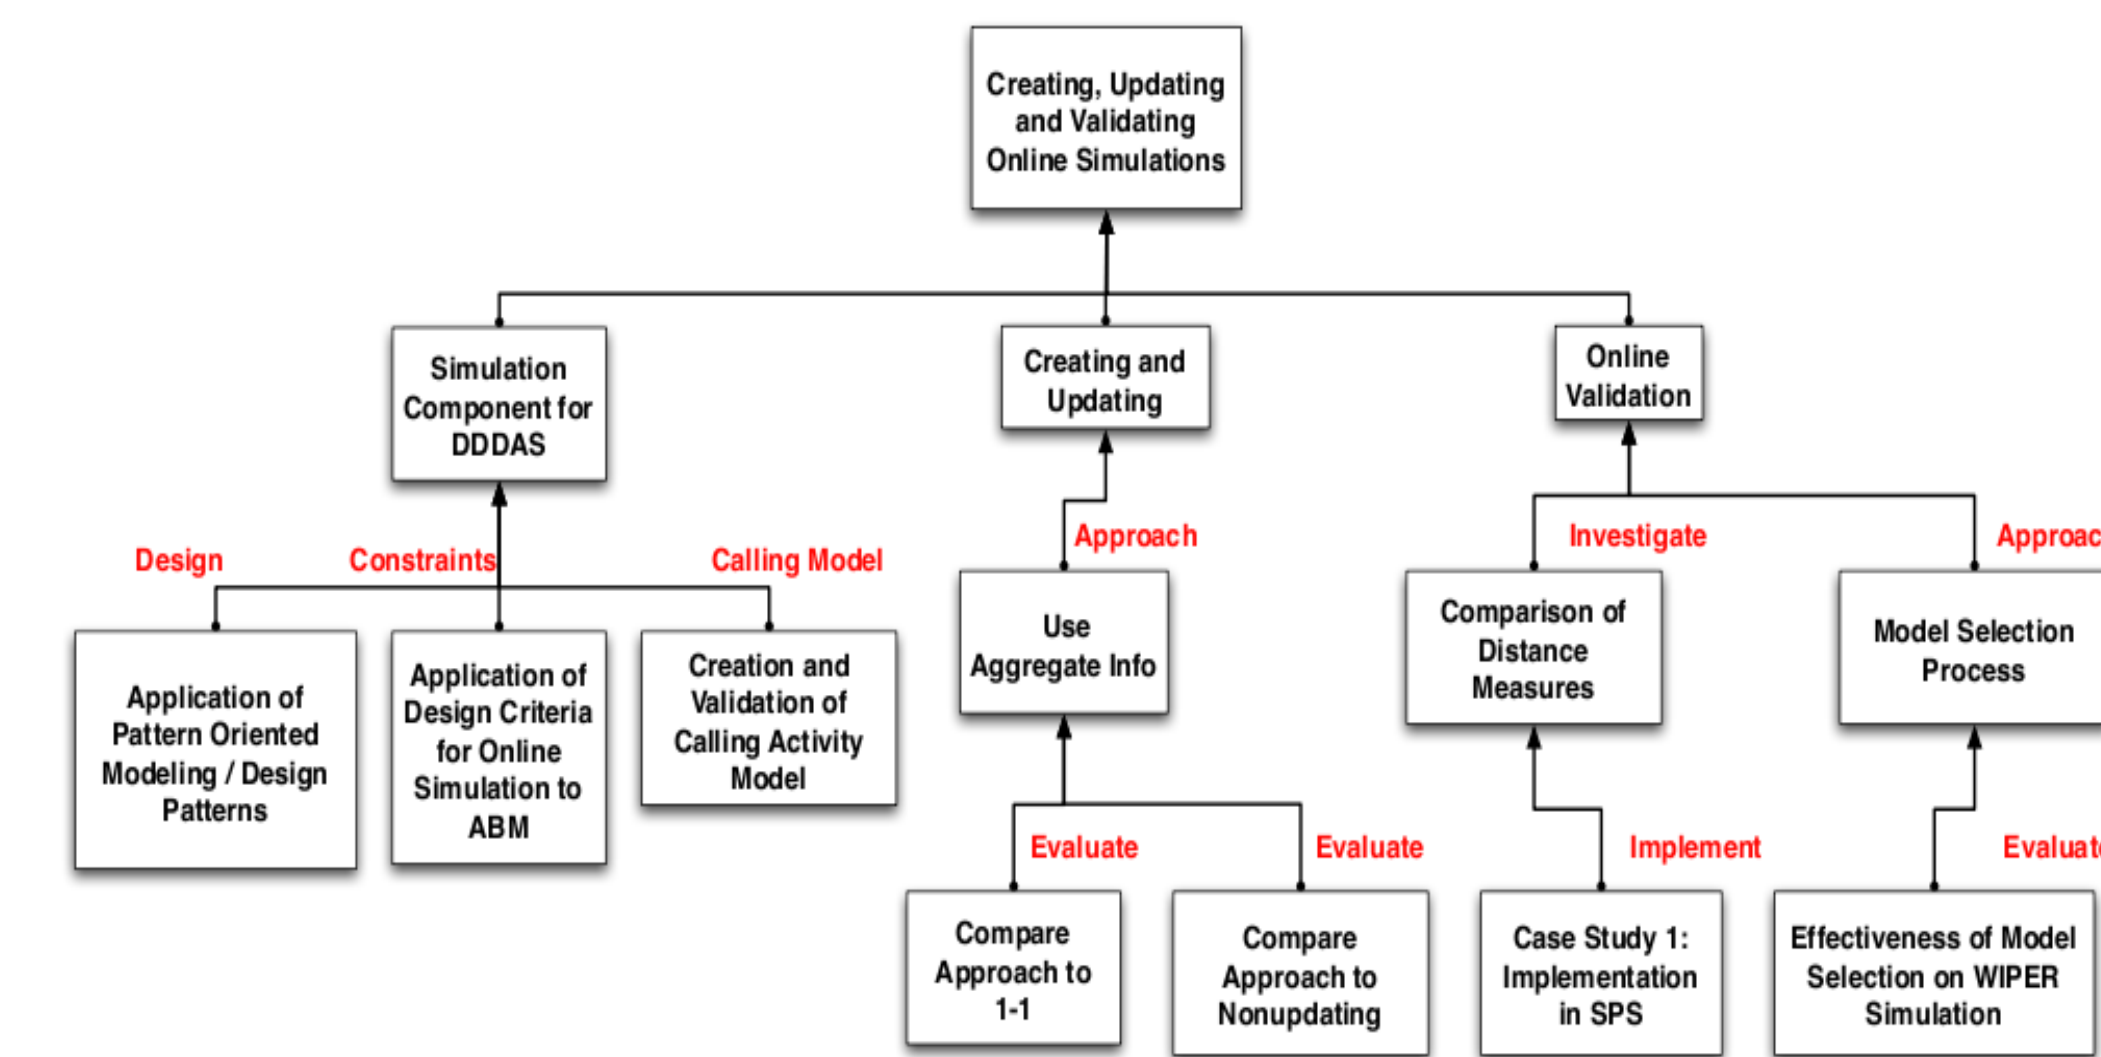 Creating, Updating
and Validating
Online Simulations
Simulation
Component for
DDDAS
Creating and
Updating
Online
Validation
Design
Constraints
Calling Model
Approach
Investigate
Approac
Application of
Pattern Oriented
Modeling / Design
Patterns
Application of
Design Criteria
for Online
Simulation to
ABM
Creation and
Validation of
Calling Activity
Model
Use
Aggregate Info
Comparison of
Distance
Measures
Model Selection
Process
Evaluate
Evaluate
Implement
Evaluate
Compare
Approach to
1-1
Compare
Approach to
Nonupdating
Case Study 1:
Implementation
in SPS
Effectiveness of Model
Selection on WIPER
Simulation